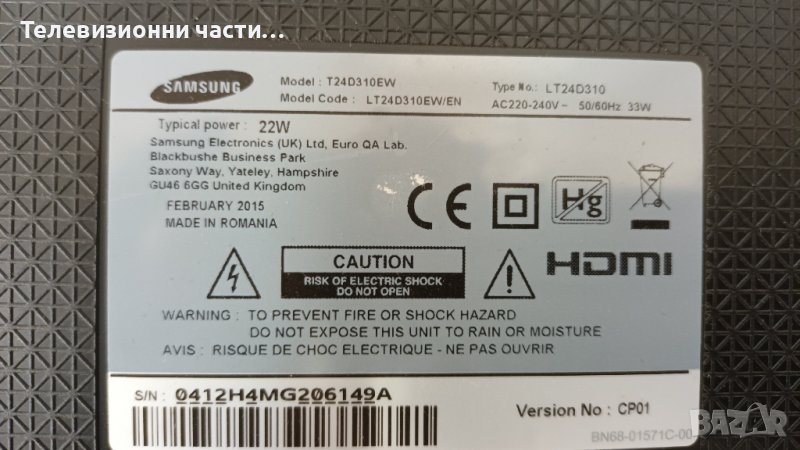 Телевизионни части...
SAMSUNG
Model : T24D310EW
Model Code : LT24D310EW/EN
Type No.: LT24D310
AC220-240V~ 50/60Hz 33W
Typical power : 22W
Samsung Electronics (UK) Ltd, Euro QA Lab.
Blackbushe Business Park
Saxony Way, Yateley, Hampshire
GU46 6GG United Kingdom
FEBRUARY 2015
MADE IN ROMANIA
CE
Hg
HDMI
CAUTION
RISK OF ELECTRIC SHOCK
DO NOT OPEN
WARNING : TO PREVENT FIRE OR SHOCK HAZARD
DO NOT EXPOSE THIS UNIT TO RAIN OR MOISTURE
AVIS : RISQUE DE CHOC ELECTRIQUE - NE PAS OUVRIR
S/N : 0412H4MG206149A
Version No : CP01
BN68-01571C-00
BAZAR